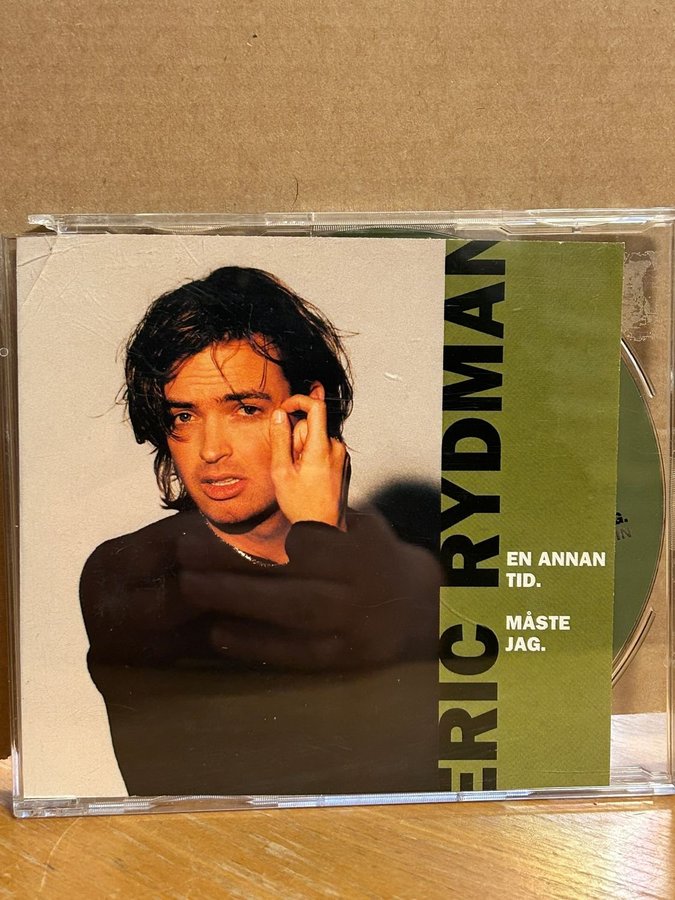 ERIC RYDMAN
EN ANNAN
TID.
MÅSTE
JAG.